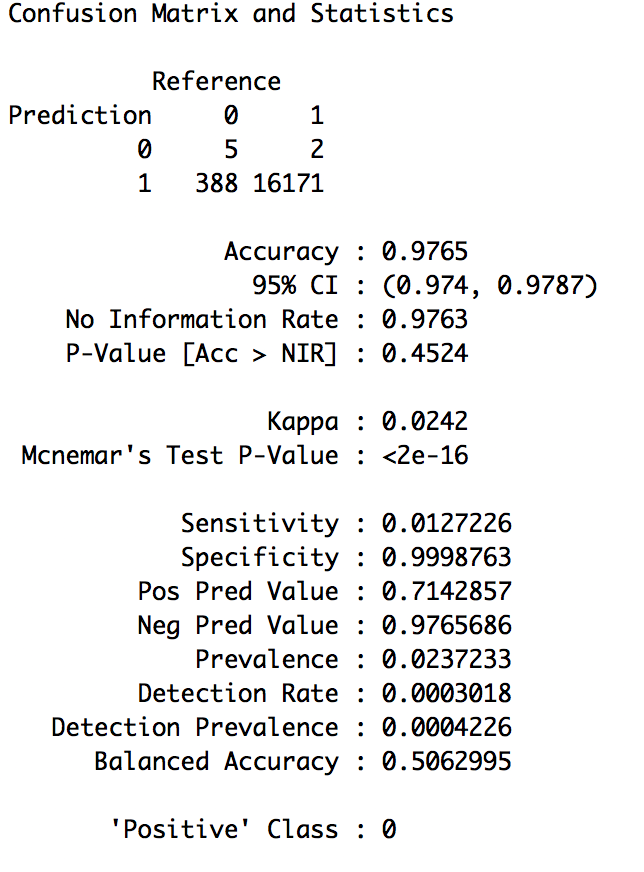 Confusion Matrix and Statistics
Reference
Prediction 0 1
0 5 2
1 388 16171
Accuracy : 0.9765
95% CI : (0.974, 0.9787)
No Information Rate : 0.9763
P-Value [Acc > NIR] : 0.4524
Kappa : 0.0242
Mcnemar's Test P-Value : <2e-16
Sensitivity : 0.0127226
Specificity : 0.9998763
Pos Pred Value : 0.7142857
Neg Pred Value : 0.9765686
Prevalence : 0.0237233
Detection Rate : 0.0003018
Detection Prevalence : 0.0004226
Balanced Accuracy : 0.5062995
'Positive' Class : 0